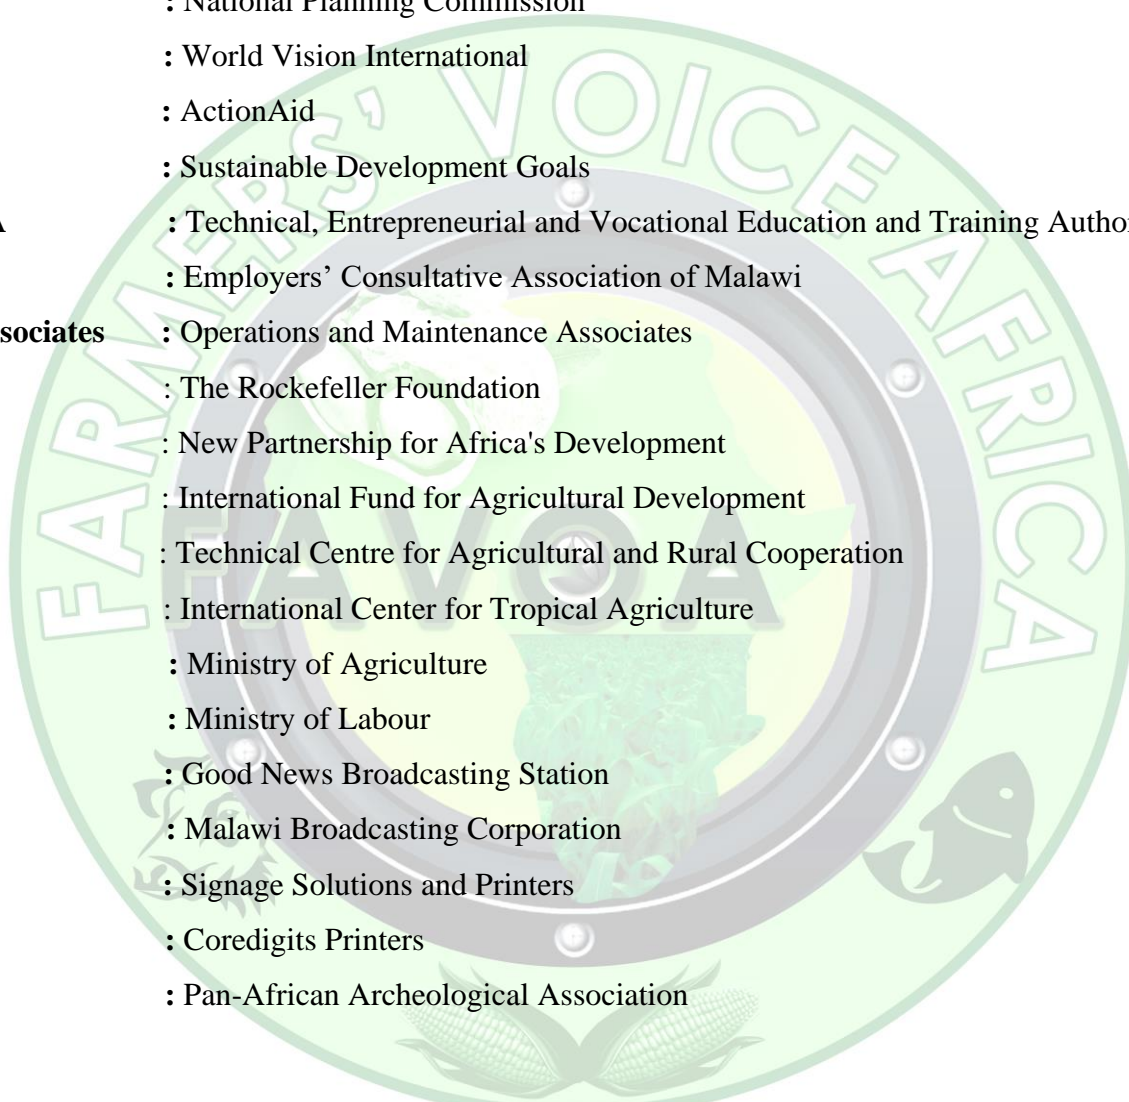 : National Planning Commission
: World Vision International
: ActionAid
: Sustainable Development Goals
A : Technical, Entrepreneurial and Vocational Education and Training Author
: Employers’ Consultative Association of Malawi
sociates : Operations and Maintenance Associates
: The Rockefeller Foundation
: New Partnership for Africa's Development
: International Fund for Agricultural Development
: Technical Centre for Agricultural and Rural Cooperation
: International Center for Tropical Agriculture
: Ministry of Agriculture
: Ministry of Labour
: Good News Broadcasting Station
: Malawi Broadcasting Corporation
: Signage Solutions and Printers
: Coredigits Printers
: Pan-African Archeological Association
FARMERS' VOICE AFRICA
FAVOA